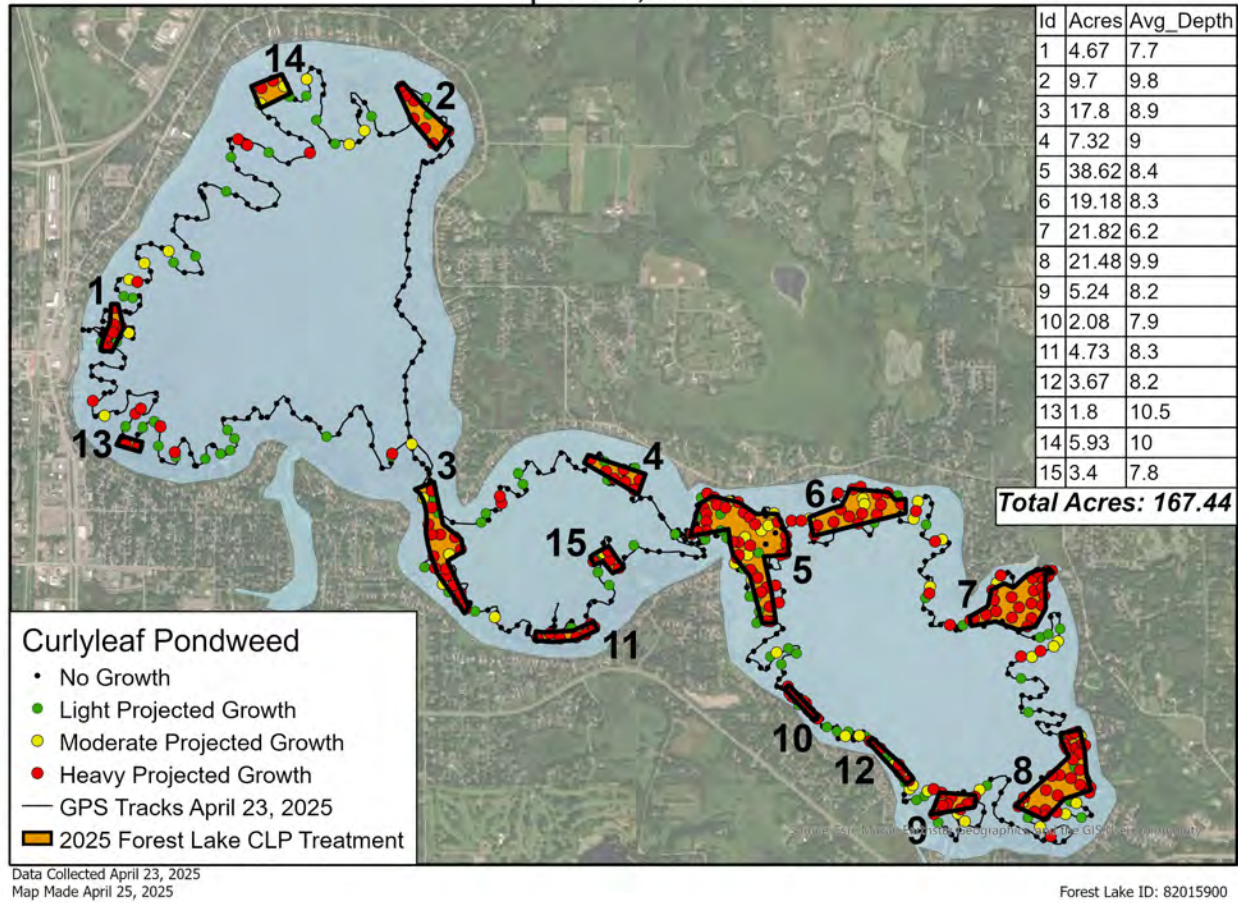 Id Acres Avg_Depth
1 4.67 7.7
2 9.7 9.8
3 17.8 8.9
4 7.32 9
5 38.62 8.4
6 19.18 8.3
7 21.82 6.2
8 21.48 9.9
9 5.24 8.2
10 2.08 7.9
11 4.73 8.3
12 3.67 8.2
13 1.8 10.5
14 5.93 10
15 3.4 7.8
Total Acres: 167.44
14
2
1
13
3
4
6
15
5
7
11
10
12
8
9
Curlyleaf Pondweed
No Growth
Light Projected Growth
Moderate Projected Growth
Heavy Projected Growth
GPS Tracks April 23, 2025
2025 Forest Lake CLP Treatment
Data Collected April 23, 2025
Map Made April 25, 2025
Forest Lake ID: 82015900